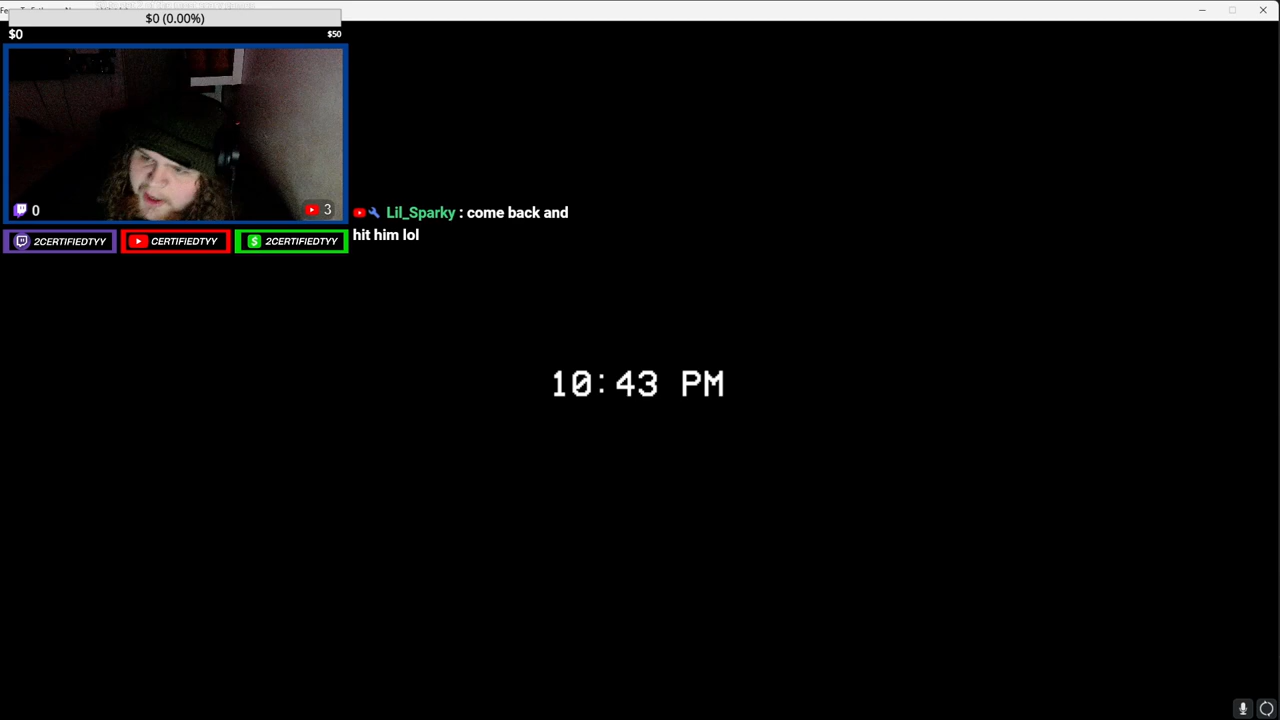 $0 (0.00%)
$0
$50
0
3
2CERTIFIEDTYY
CERTIFIEDTYY
2CERTIFIEDTYY
Lil_Sparky : come back and
hit him lol
10:43 PM